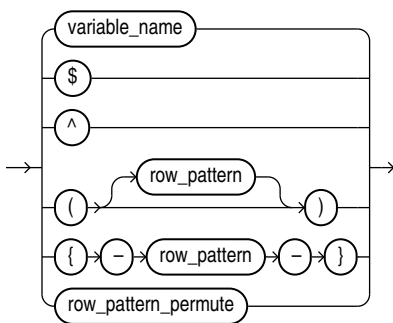 variable_name
$
^
( row_pattern )
{ – row_pattern – }
row_pattern_permute